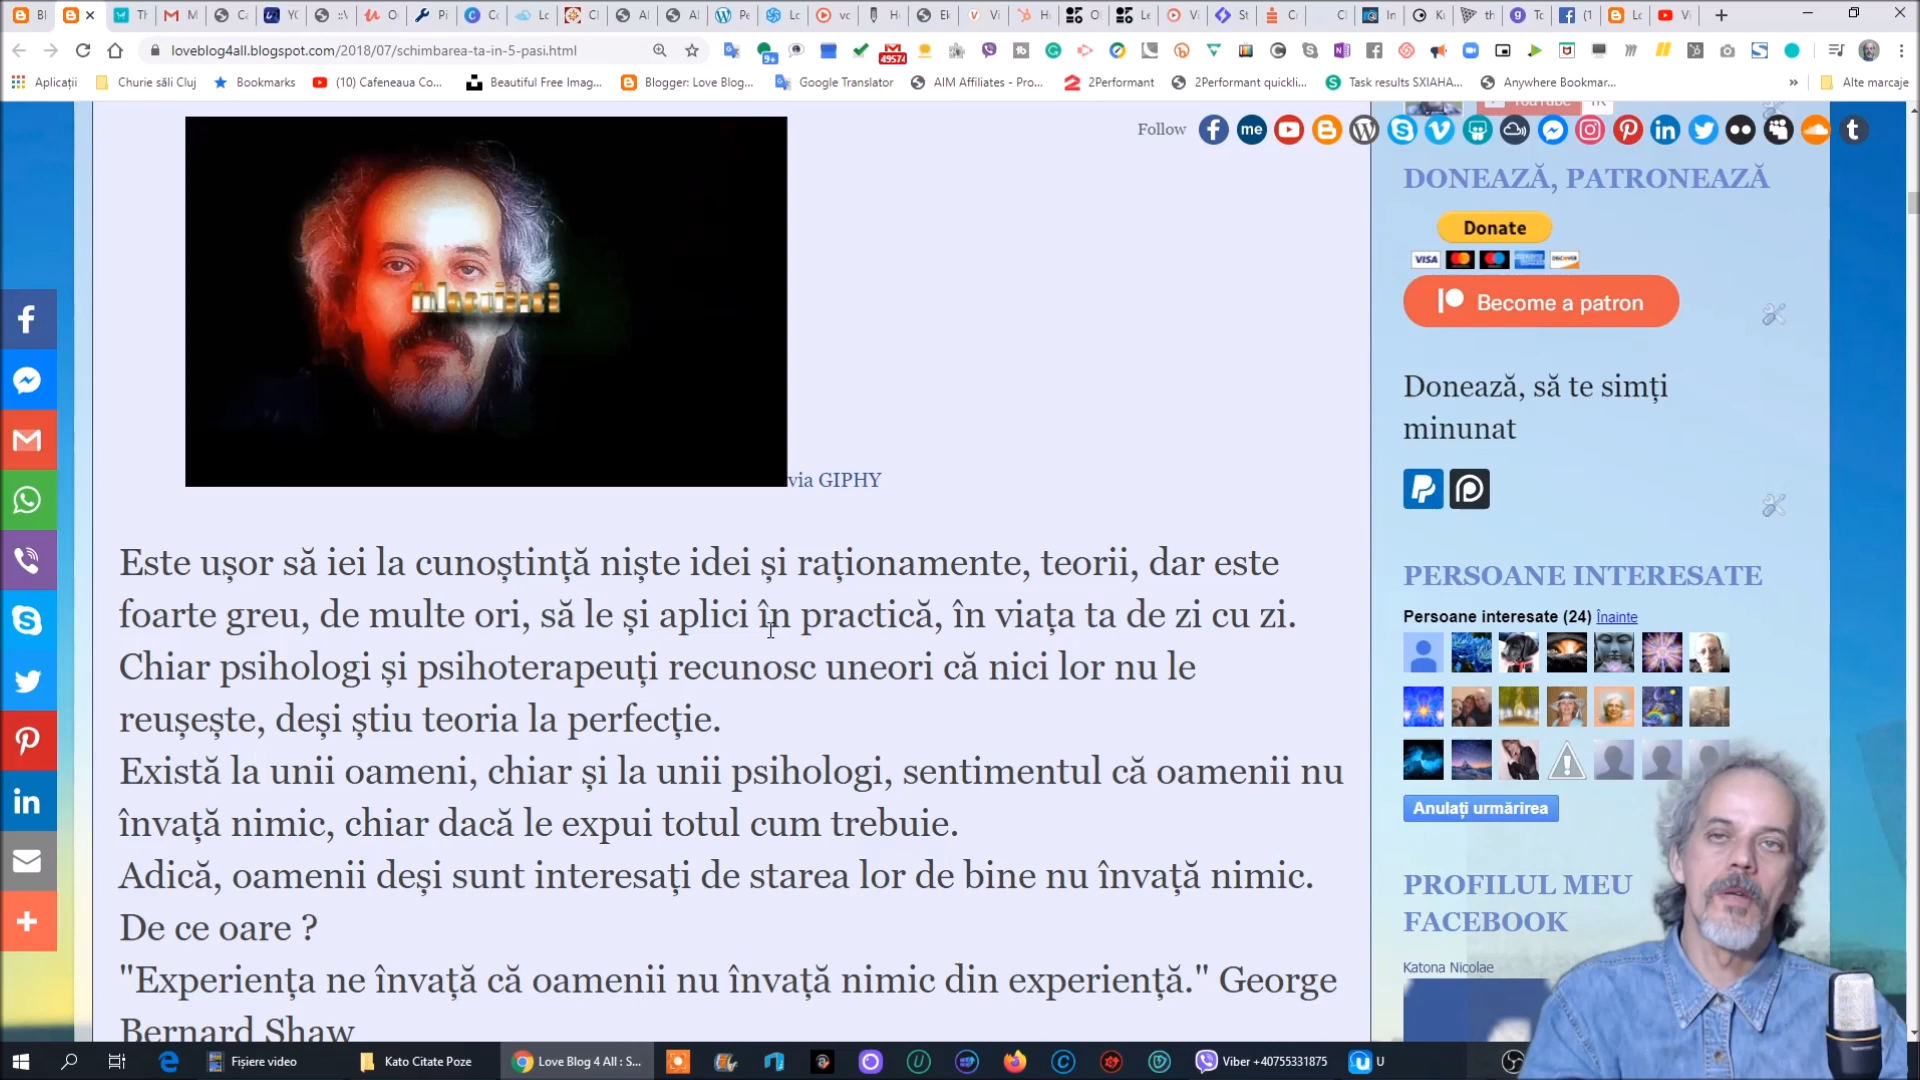 loveblog4all.blogspot.com/2018/07/schimbarea-ta-in-5-pasi.html
9+
49574
Aplicații
Churie săli Cluj
Bookmarks
(10) Cafeneaua Co...
Beautiful Free Imag...
Blogger: Love Blog...
Google Translator
AIM Affiliates - Pro...
2Performant
2Performant quickli...
Task results SXIAHA...
Anywhere Bookmar...
»
Alte marcaje
YouTube 1K
Follow
me
DONEAZĂ, PATRONEAZĂ
Donate
VISA
DISCOVER
Become a patron
Donează, să te simți
minunat
via GIPHY
Este ușor să iei la cunoștință niște idei și raționamente, teorii, dar este
foarte greu, de multe ori, să le și aplici în practică, în viața ta de zi cu zi.
Chiar psihologi și psihoterapeuți recunosc uneori că nici lor nu le
reușește, deși știu teoria la perfecție.
Există la unii oameni, chiar și la unii psihologi, sentimentul că oamenii nu
învață nimic, chiar dacă le expui totul cum trebuie.
Adică, oamenii deși sunt interesați de starea lor de bine nu învață nimic.
De ce oare ?
"Experiența ne învață că oamenii nu învață nimic din experiență." George
Bernard Shaw
PERSOANE INTERESATE
Persoane interesate (24) Înainte
Anulați urmărirea
PROFILUL MEU
FACEBOOK
Katona Nicolae
Fișiere video
Kato Citate Poze
Love Blog 4 All : S...
Viber +40755331875
U